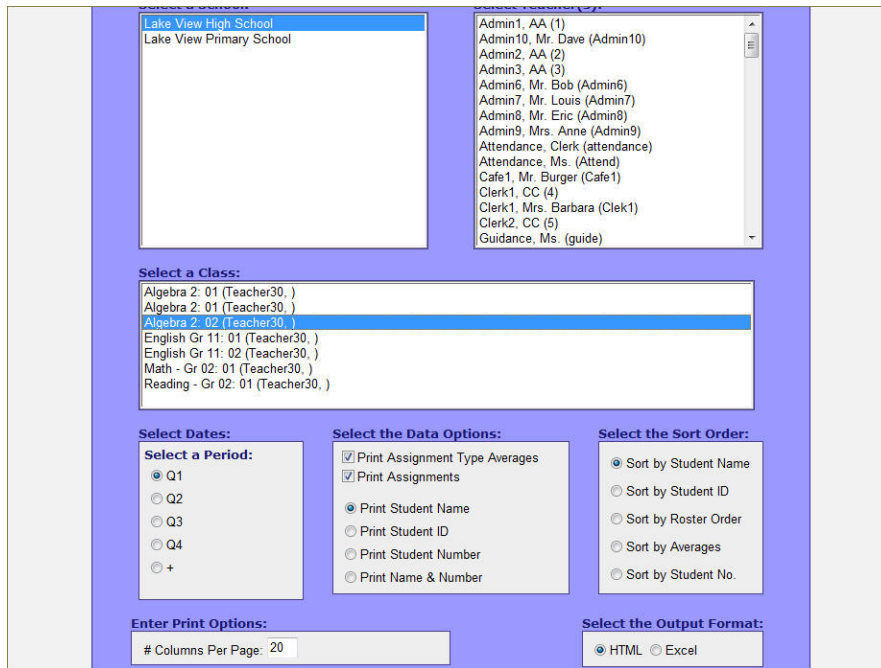 Select a School: Select Teacher(s):
Lake View High School
Lake View Primary School
Admin1, AA (1)
Admin10, Mr. Dave (Admin10)
Admin2, AA (2)
Admin3, AA (3)
Admin6, Mr. Bob (Admin6)
Admin7, Mr. Louis (Admin7)
Admin8, Mr. Eric (Admin8)
Admin9, Mrs. Anne (Admin9)
Attendance, Clerk (attendance)
Attendance, Ms. (Attend)
Cafe1, Mr. Burger (Cafe1)
Clerk1, CC (4)
Clerk1, Mrs. Barbara (Clek1)
Clerk2, CC (5)
Guidance, Ms. (guide)
Select a Class:
Algebra 2: 01 (Teacher30, )
Algebra 2: 01 (Teacher30, )
Algebra 2: 02 (Teacher30, )
English Gr 11: 01 (Teacher30, )
English Gr 11: 02 (Teacher30, )
Math - Gr 02: 01 (Teacher30, )
Reading - Gr 02: 01 (Teacher30, )
Select Dates:
Select a Period:
Q1
Q2
Q3
Q4
+
Select the Data Options:
Print Assignment Type Averages
Print Assignments
Print Student Name
Print Student ID
Print Student Number
Print Name & Number
Select the Sort Order:
Sort by Student Name
Sort by Student ID
Sort by Roster Order
Sort by Averages
Sort by Student No.
Enter Print Options:
# Columns Per Page: 20
Select the Output Format:
HTML Excel